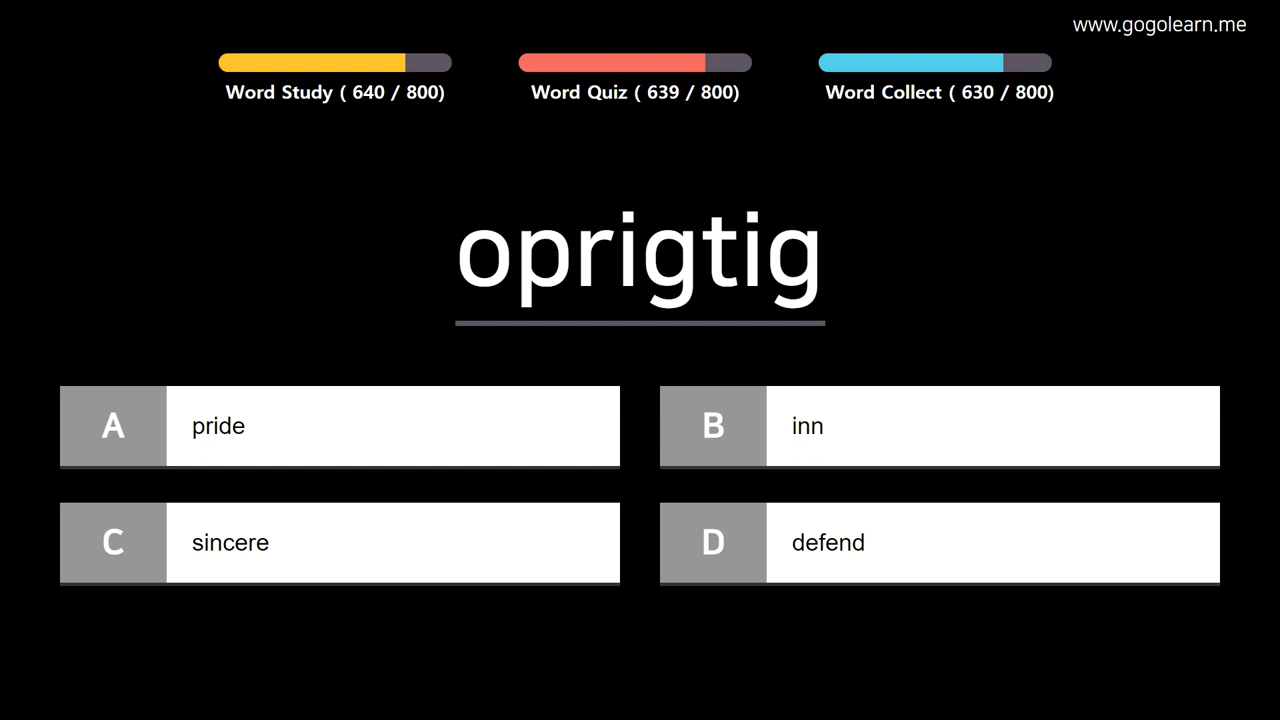 www.gogolearn.me
Word Study ( 640 / 800)
Word Quiz ( 639 / 800)
Word Collect ( 630 / 800)
oprigtig
A pride
B inn
C sincere
D defend